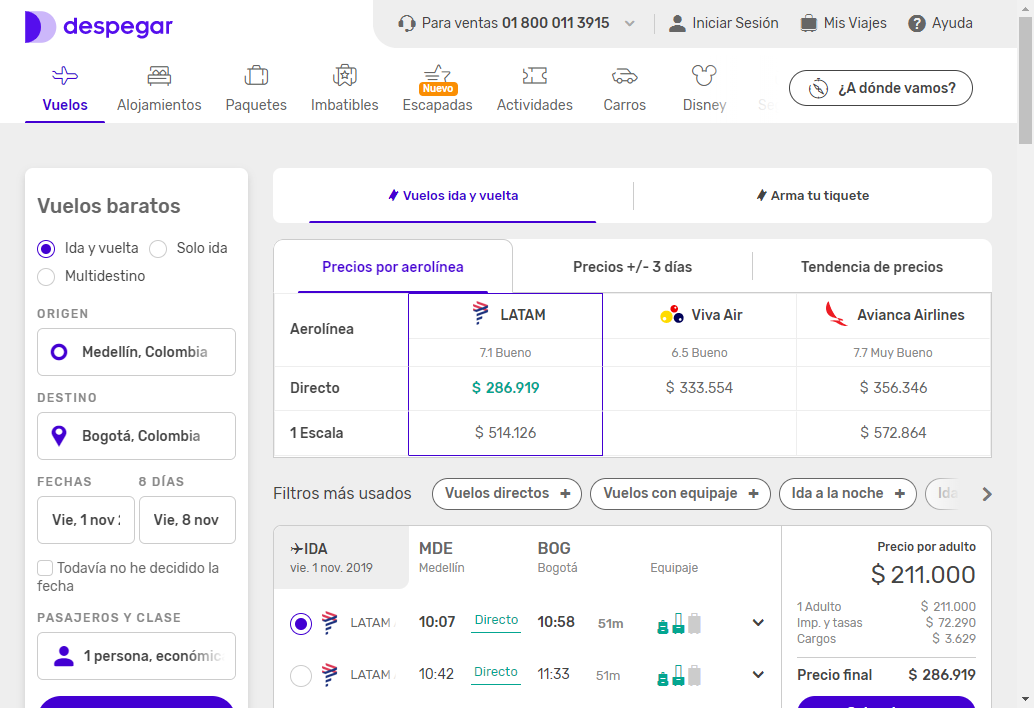 despegar
Para ventas 01 800 011 3915
Iniciar Sesión
Mis Viajes
Ayuda
Vuelos
Alojamientos
Paquetes
Imbatibles
Nuevo
Escapadas
Actividades
Carros
Disney
¿A dónde vamos?
Vuelos baratos
Ida y vuelta
Solo ida
Multidestino
ORIGEN
Medellín, Colombia
DESTINO
Bogotá, Colombia
FECHAS
8 DÍAS
Vie, 1 nov
Vie, 8 nov
Todavía no he decidido la
fecha
PASAJEROS Y CLASE
1 persona, económic
Vuelos ida y vuelta
Arma tu tiquete
Precios por aerolínea
Precios +/- 3 días
Tendencia de precios
Aerolínea
LATAM
Viva Air
Avianca Airlines
7.1 Bueno
6.5 Bueno
7.7 Muy Bueno
Directo
$ 286.919
$ 333.554
$ 356.346
1 Escala
$ 514.126
$ 572.864
Filtros más usados
Vuelos directos +
Vuelos con equipaje +
Ida a la noche +
Ida
IDA
vie. 1 nov. 2019
MDE
Medellín
BOG
Bogotá
Equipaje
LATAM
10:07
Directo
10:58
51m
LATAM
10:42
Directo
11:33
51m
Precio por adulto
$ 211.000
1 Adulto
$ 211.000
Imp. y tasas
$ 72.290
Cargos
$ 3.629
Precio final
$ 286.919